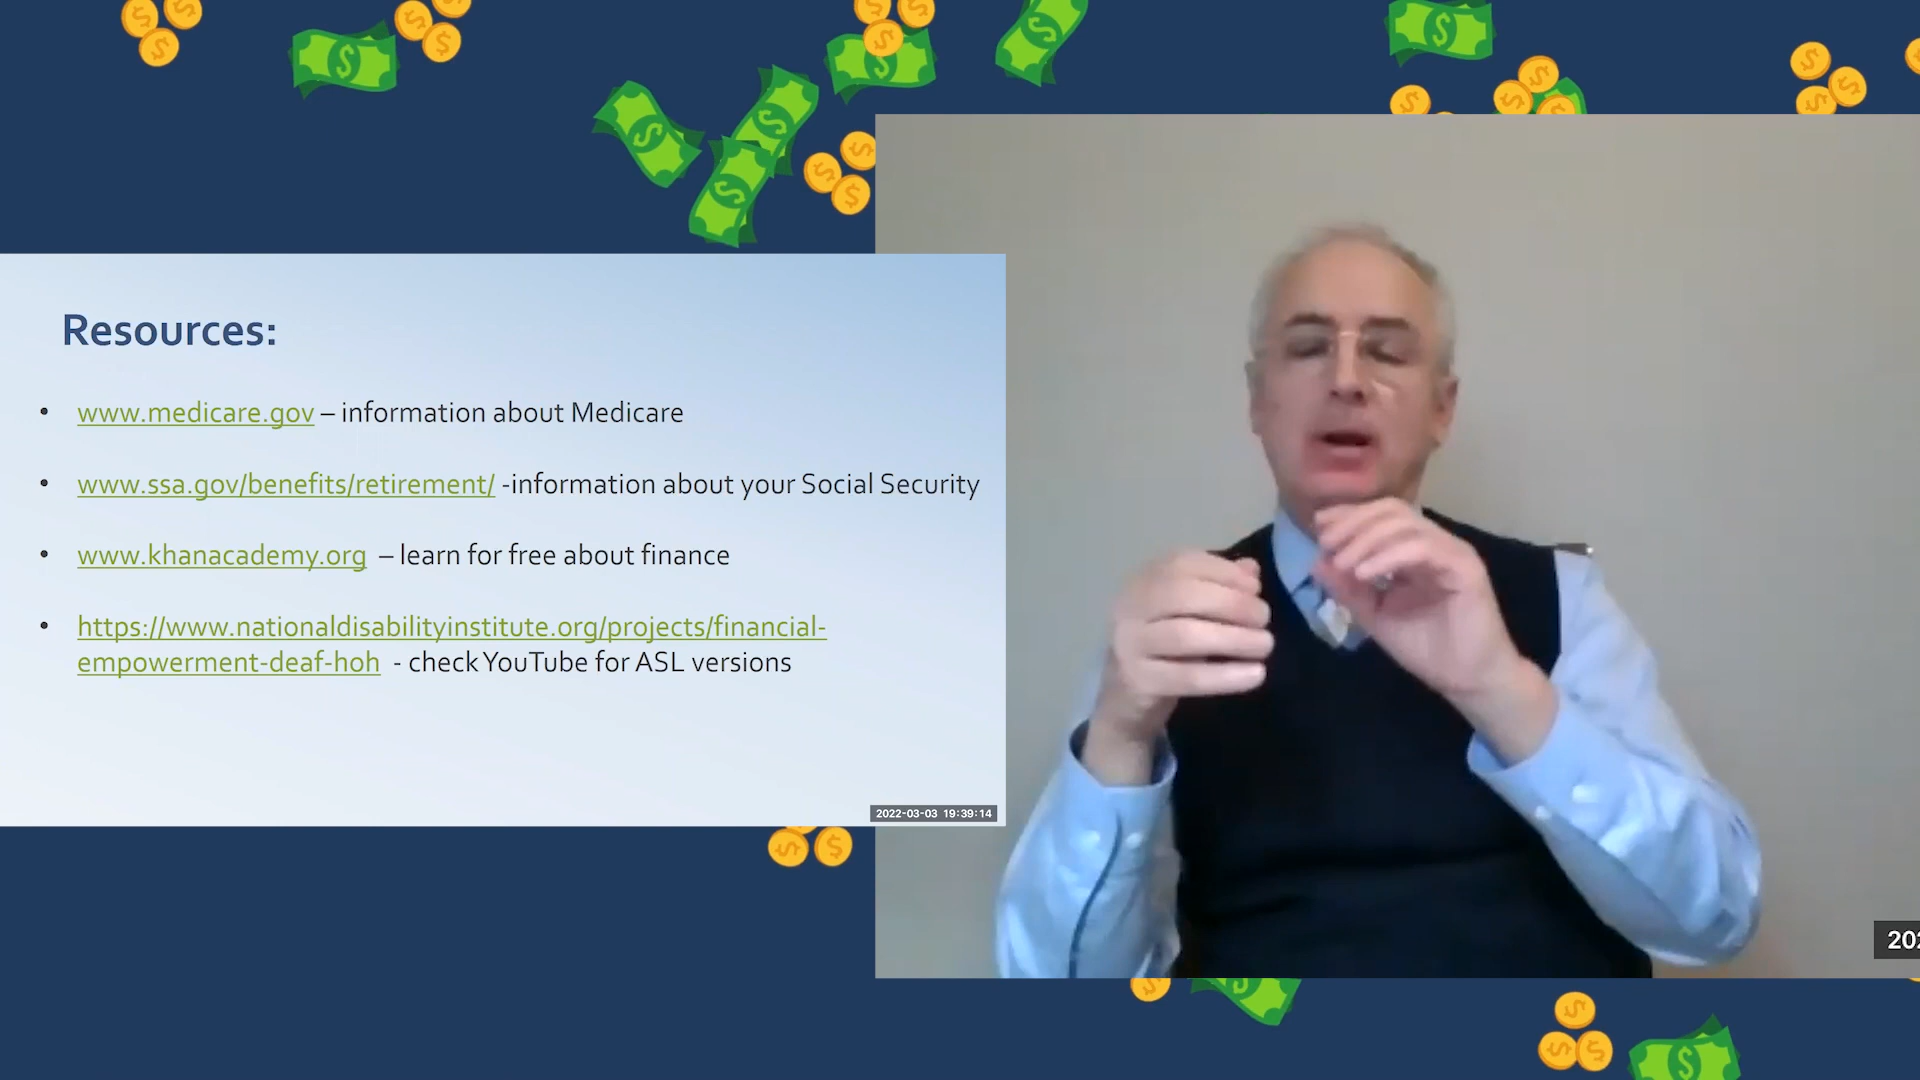 Resources:
• www.medicare.gov – information about Medicare
• www.ssa.gov/benefits/retirement/ -information about your Social Security
• www.khanacademy.org – learn for free about finance
• https://www.nationaldisabilityinstitute.org/projects/financial-
empowerment-deaf-hoh - check YouTube for ASL versions
2022-03-03 19:39:14